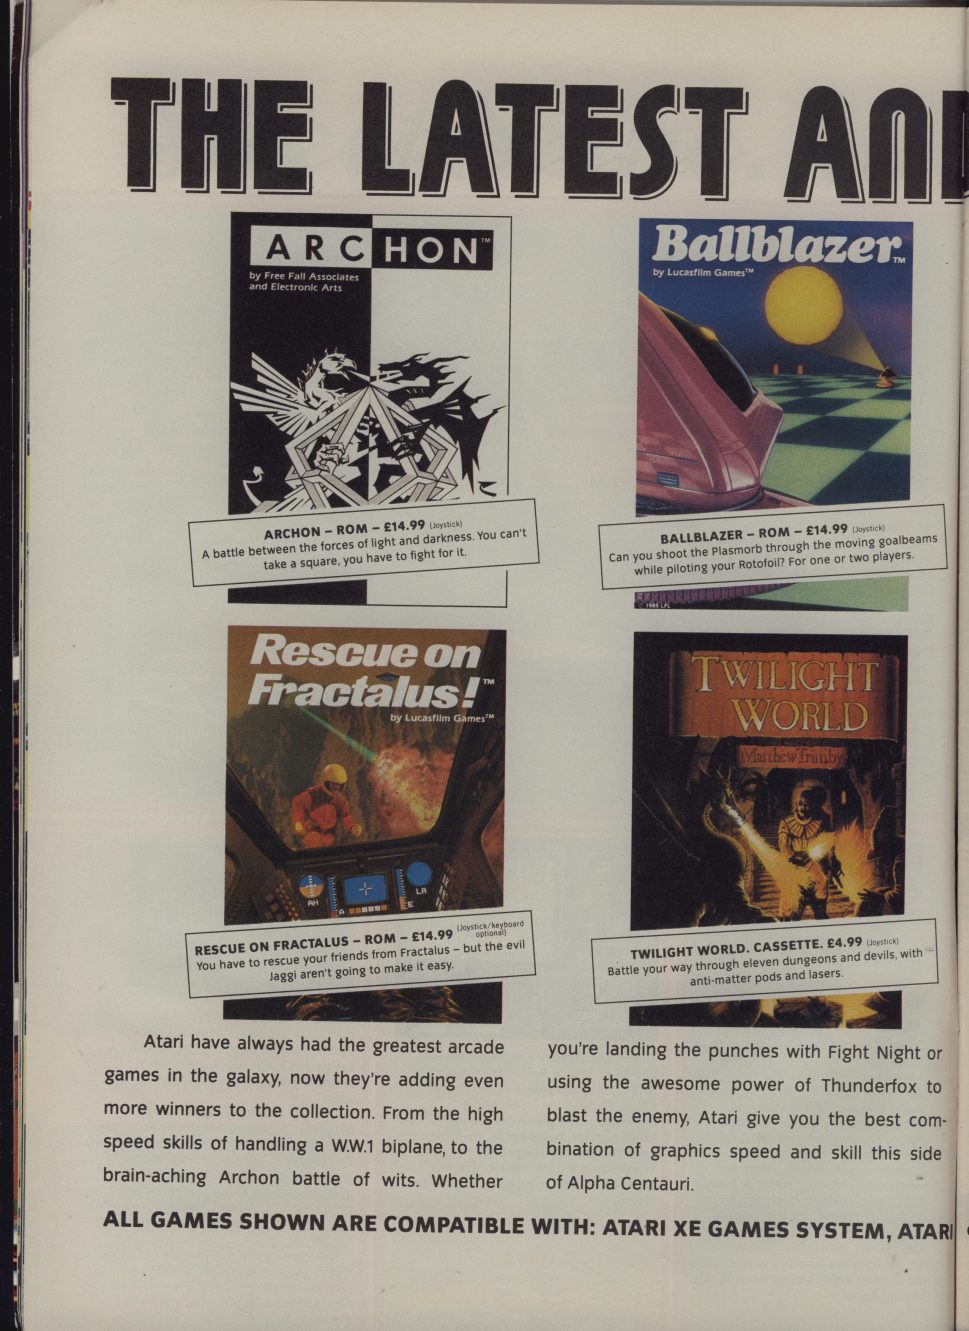 THE LATEST AN
ARCHON™
by Free Fall Associates
and Electronic Arts
ARCHON – ROM – £14.99 (Joystick)
A battle between the forces of light and darkness. You can't
take a square, you have to fight for it.
Ballblazer™
by Lucasfilm Games™
BALLBLAZER – ROM – £14.99 (Joystick)
Can you shoot the Plasmorb through the moving goalbeams
while piloting your Rotofoil? For one or two players.
© 1985 LFL
Rescue on
Fractalus!™
by Lucasfilm Games™
AH
A
E
LR
RESCUE ON FRACTALUS – ROM – £14.99 (Joystick/keyboard optional)
You have to rescue your friends from Fractalus – but the evil
Jaggi aren't going to make it easy.
TWILIGHT
WORLD
Matthew Trimby
TWILIGHT WORLD. CASSETTE. £4.99 (Joystick)
Battle your way through eleven dungeons and devils, with
anti-matter pods and lasers.
Atari have always had the greatest arcade
games in the galaxy, now they're adding even
more winners to the collection. From the high
speed skills of handling a W.W.1 biplane, to the
brain-aching Archon battle of wits. Whether
you're landing the punches with Fight Night or
using the awesome power of Thunderfox to
blast the enemy, Atari give you the best com-
bination of graphics speed and skill this side
of Alpha Centauri.
ALL GAMES SHOWN ARE COMPATIBLE WITH: ATARI XE GAMES SYSTEM, ATARI